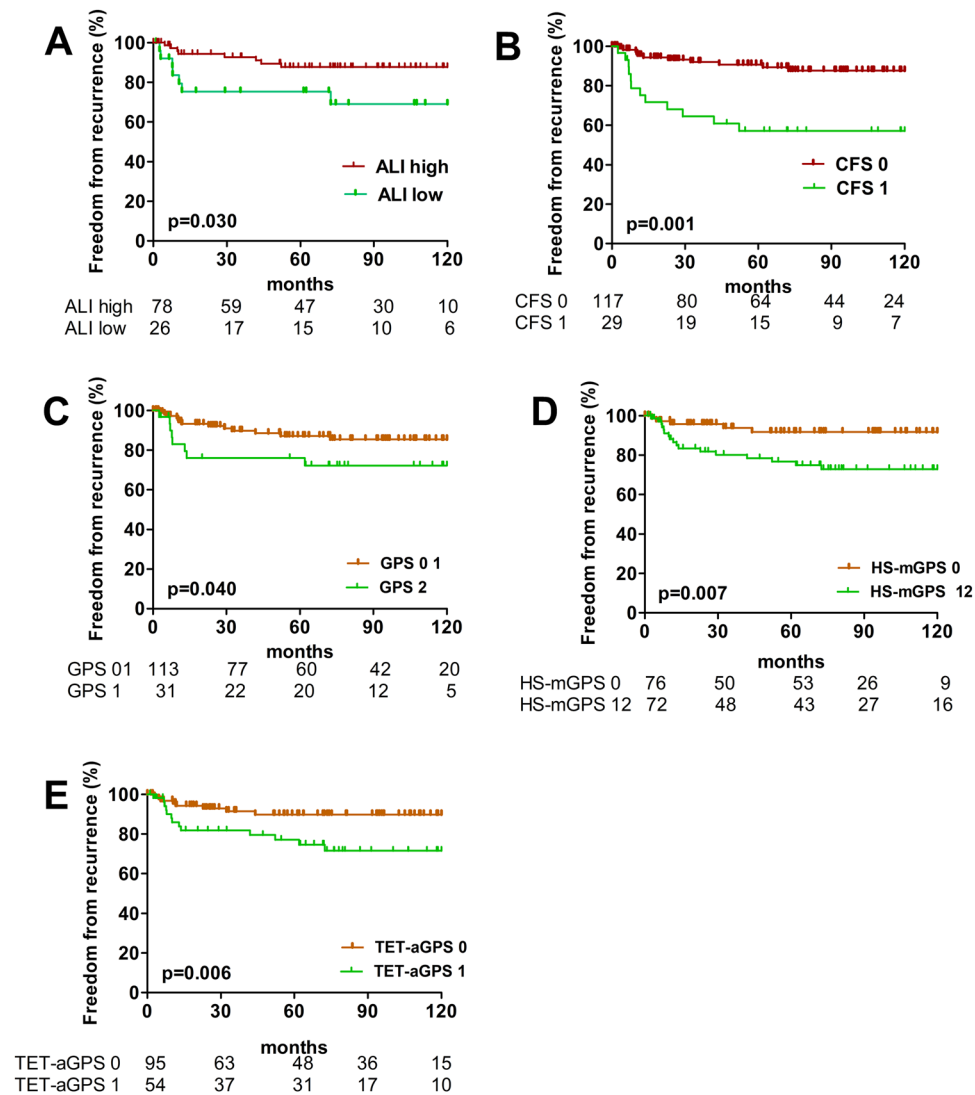 A
Freedom from recurrence (%)
100
80
60
40
20
0
ALI high
ALI low
p=0.030
0 30 60 90 120
months
ALI high 78 59 47 30 10
ALI low 26 17 15 10 6
B
Freedom from recurrence (%)
100
80
60
40
20
0
CFS 0
CFS 1
p=0.001
0 30 60 90 120
months
CFS 0 117 80 64 44 24
CFS 1 29 19 15 9 7
C
Freedom from recurrence (%)
100
80
60
40
20
0
GPS 0 1
GPS 2
p=0.040
0 30 60 90 120
months
GPS 01 113 77 60 42 20
GPS 1 31 22 20 12 5
D
Freedom from recurrence (%)
100
80
60
40
20
0
HS-mGPS 0
HS-mGPS 12
p=0.007
0 30 60 90 120
months
HS-mGPS 0 76 50 53 26 9
HS-mGPS 12 72 48 43 27 16
E
Freedom from recurrence (%)
100
80
60
40
20
0
TET-aGPS 0
TET-aGPS 1
p=0.006
0 30 60 90 120
months
TET-aGPS 0 95 63 48 36 15
TET-aGPS 1 54 37 31 17 10